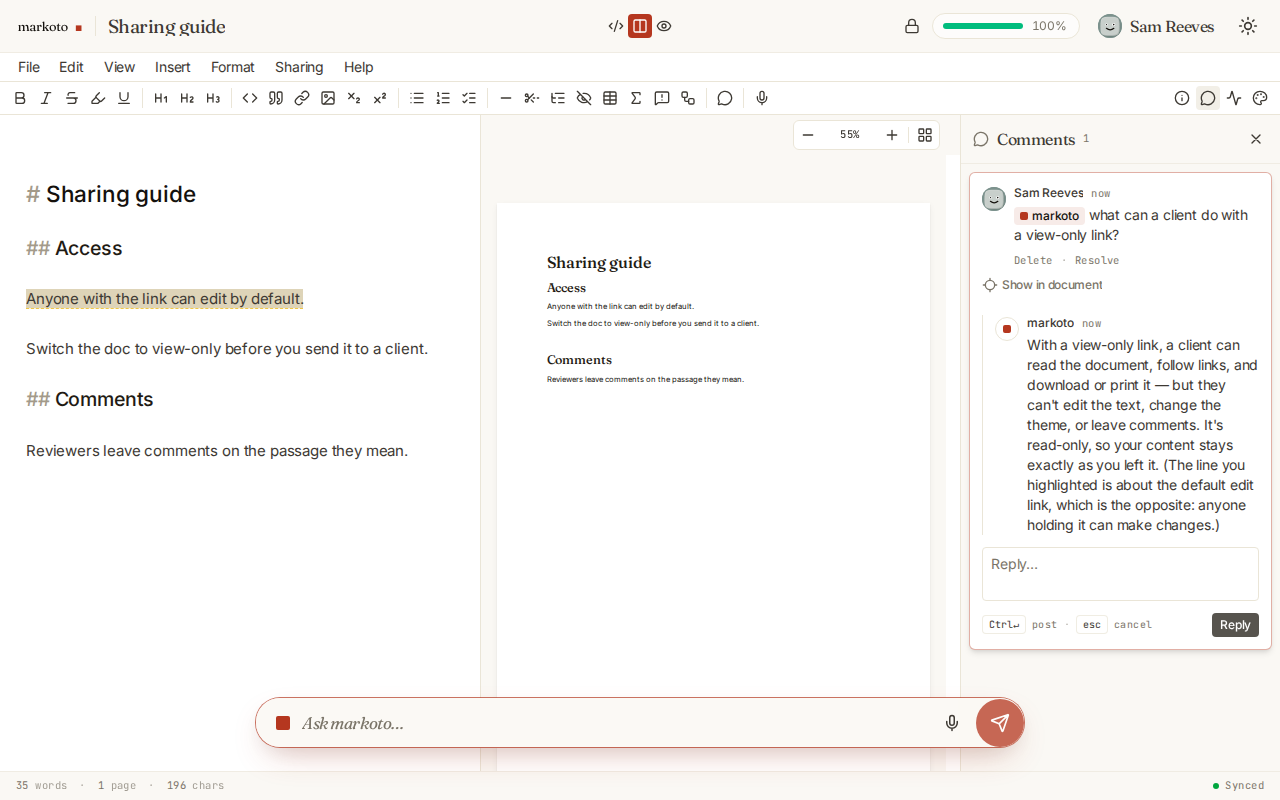 markoto
Sharing guide
100%
Sam Reeves
File Edit View Insert Format Sharing Help
H1 H2 H3
X2 X2
55%
# Sharing guide
## Access
Anyone with the link can edit by default.
Switch the doc to view-only before you send it to a client.
## Comments
Reviewers leave comments on the passage they mean.
Sharing guide
Access
Anyone with the link can edit by default.
Switch the doc to view-only before you send it to a client.
Comments
Reviewers leave comments on the passage they mean.
Comments 1
Sam Reeves now
markoto what can a client do with
a view-only link?
Delete · Resolve
Show in document
markoto now
With a view-only link, a client can
read the document, follow links, and
download or print it — but they
can't edit the text, change the
theme, or leave comments. It's
read-only, so your content stays
exactly as you left it. (The line you
highlighted is about the default edit
link, which is the opposite: anyone
holding it can make changes.)
Reply...
Ctrl↵ post · esc cancel
Reply
Ask markoto...
35 words · 1 page · 196 chars
Synced